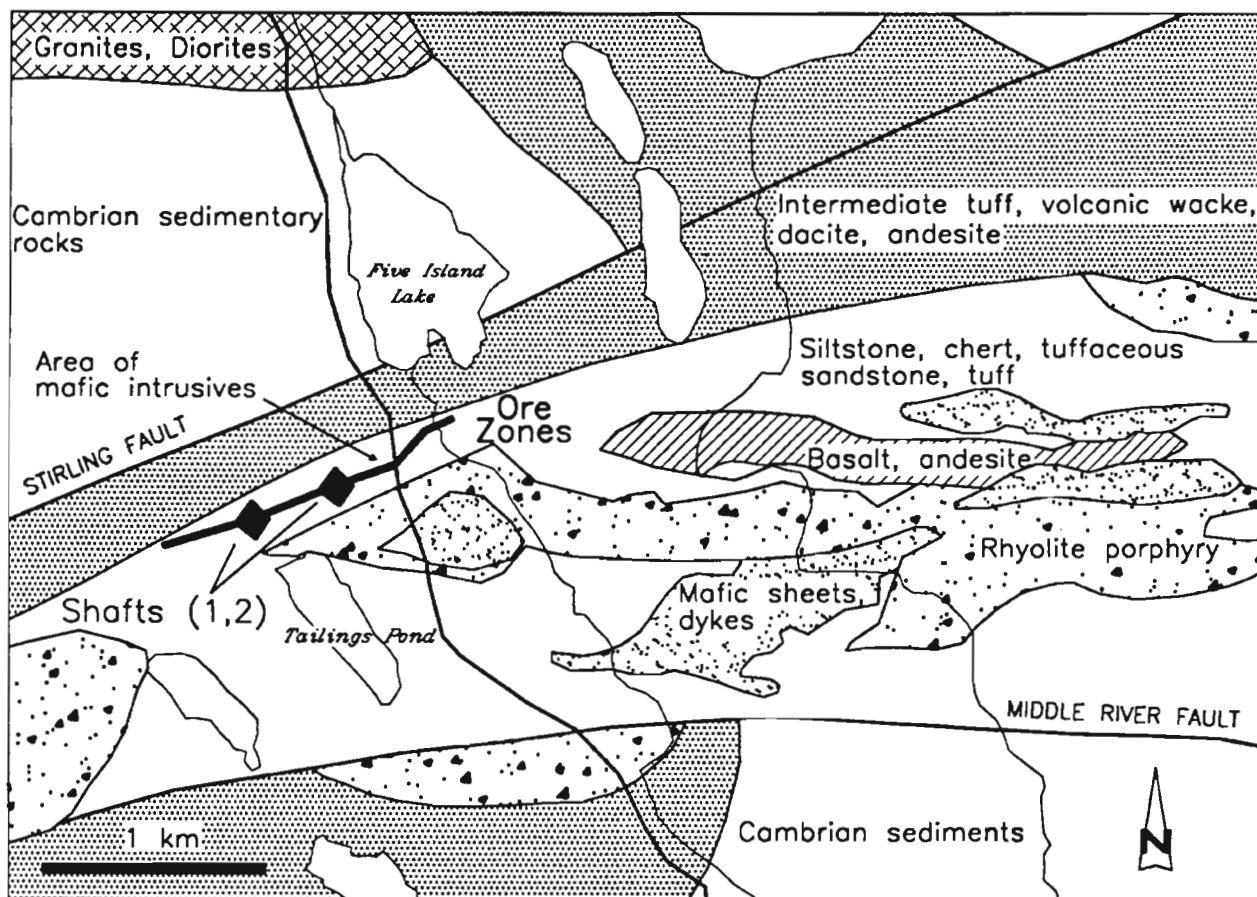 Granites, Diorites
Cambrian sedimentary
rocks
Intermediate tuff, volcanic wacke,
dacite, andesite
Five Island
Lake
Siltstone, chert, tuffaceous
sandstone, tuff
Area of
mafic intrusives
Ore
Zones
STIRLING FAULT
Basalt, andesite
Rhyolite porphyry
Shafts (1,2)
Mafic sheets,
dykes
Tailings Pond
MIDDLE RIVER FAULT
1 km
Cambrian sediments
N